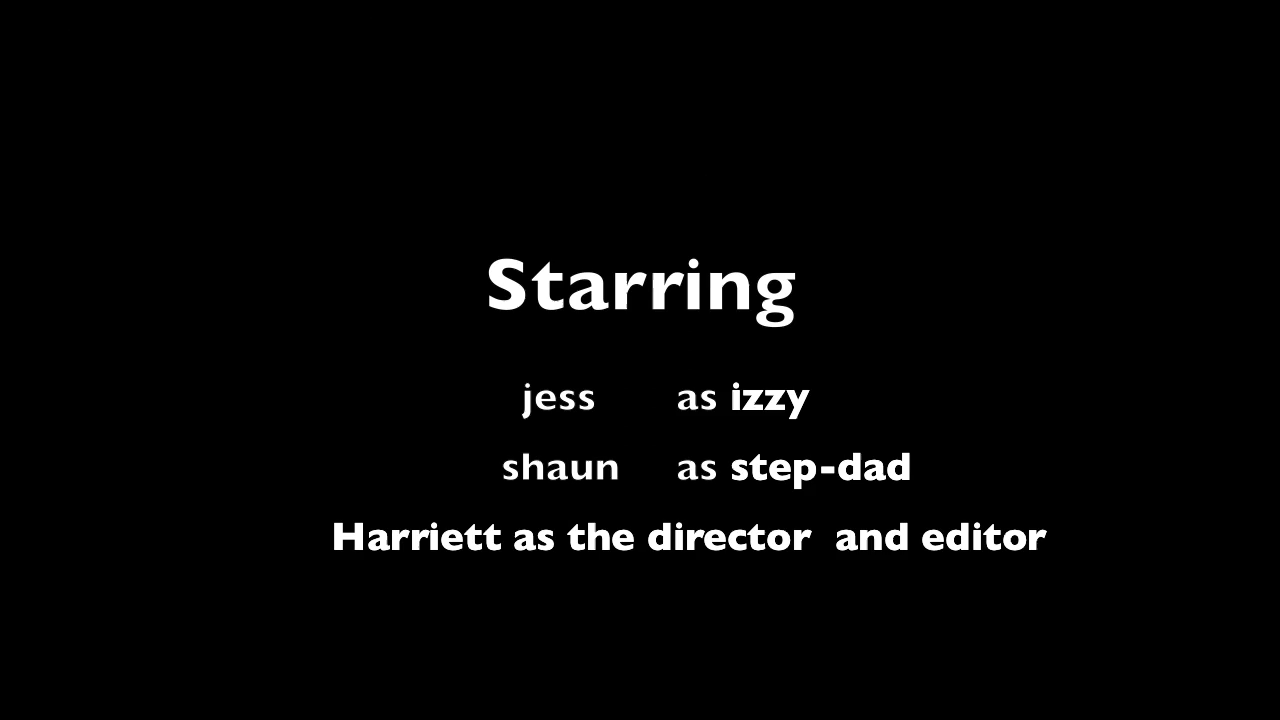 Starring
jess as izzy
shaun as step-dad
Harriett as the director and editor